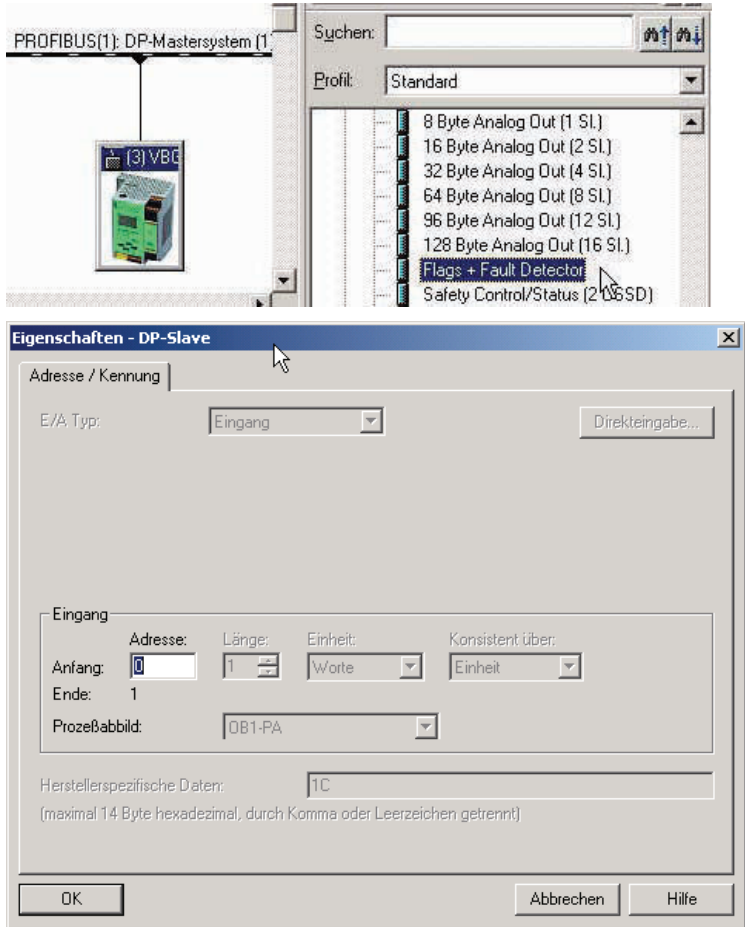 PROFIBUS(1): DP-Mastersystem (1
(3) VBG
Suchen:
Profil: Standard
8 Byte Analog Out (1 Sl.)
16 Byte Analog Out (2 Sl.)
32 Byte Analog Out (4 Sl.)
64 Byte Analog Out (8 Sl.)
96 Byte Analog Out (12 Sl.)
128 Byte Analog Out (16 Sl.)
Flags + Fault Detector
Safety Control/Status (2 OSSD)
Eigenschaften - DP-Slave
Adresse / Kennung
E/A Typ: Eingang Direkteingabe...
Eingang
Adresse: Länge: Einheit: Konsistent über:
Anfang: 0 1 Worte Einheit
Ende: 1
Prozeßabbild: OB1-PA
Herstellerspezifische Daten: 1C
(maximal 14 Byte hexadezimal, durch Komma oder Leerzeichen getrennt)
OK Abbrechen Hilfe